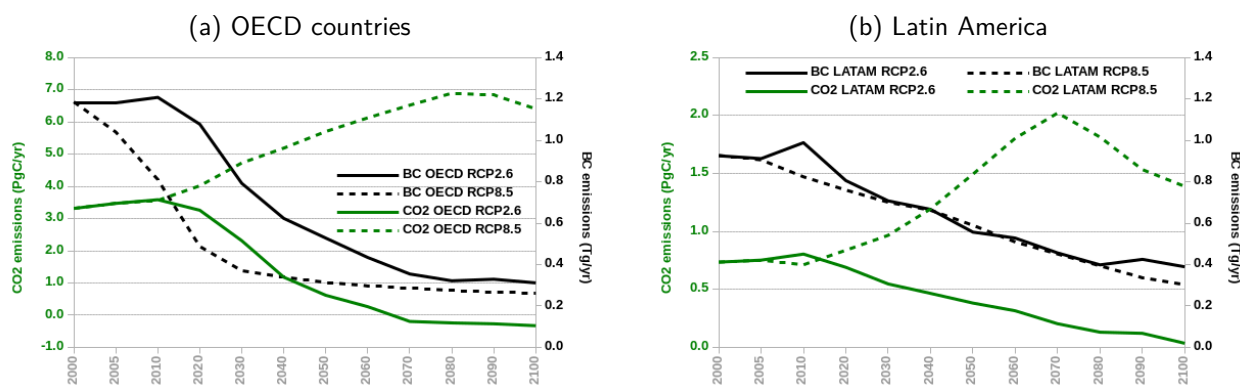 (a) OECD countries
8.0
7.0
6.0
5.0
4.0
3.0
2.0
1.0
0.0
-1.0
CO2 emissions (PgC/yr)
1.4
1.2
1.0
0.8
0.6
0.4
0.2
0.0
BC emissions (Tg/yr)
BC OECD RCP2.6
BC OECD RCP8.5
CO2 OECD RCP2.6
CO2 OECD RCP8.5
2000 2005 2010 2020 2030 2040 2050 2060 2070 2080 2090 2100
(b) Latin America
2.5
2.0
1.5
1.0
0.5
0.0
CO2 emissions (PgC/yr)
1.4
1.2
1.0
0.8
0.6
0.4
0.2
0.0
BC emissions (Tg/yr)
BC LATAM RCP2.6 BC LATAM RCP8.5
CO2 LATAM RCP2.6 CO2 LATAM RCP8.5
2000 2005 2010 2020 2030 2040 2050 2060 2070 2080 2090 2100